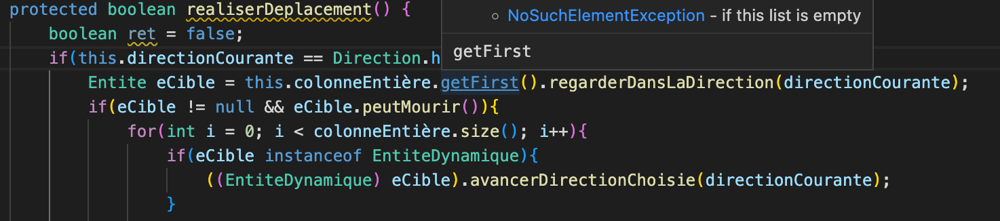 protected boolean realiserDeplacement() {
◦ NoSuchElementException - if this list is empty
boolean ret = false;
getFirst
if(this.directionCourante == Direction.h
Entite eCible = this.colonneEntière.getFirst().regarderDansLaDirection(directionCourante);
if(eCible != null && eCible.peutMourir()){
for(int i = 0; i < colonneEntière.size(); i++){
if(eCible instanceof EntiteDynamique){
((EntiteDynamique) eCible).avancerDirectionChoisie(directionCourante);
}